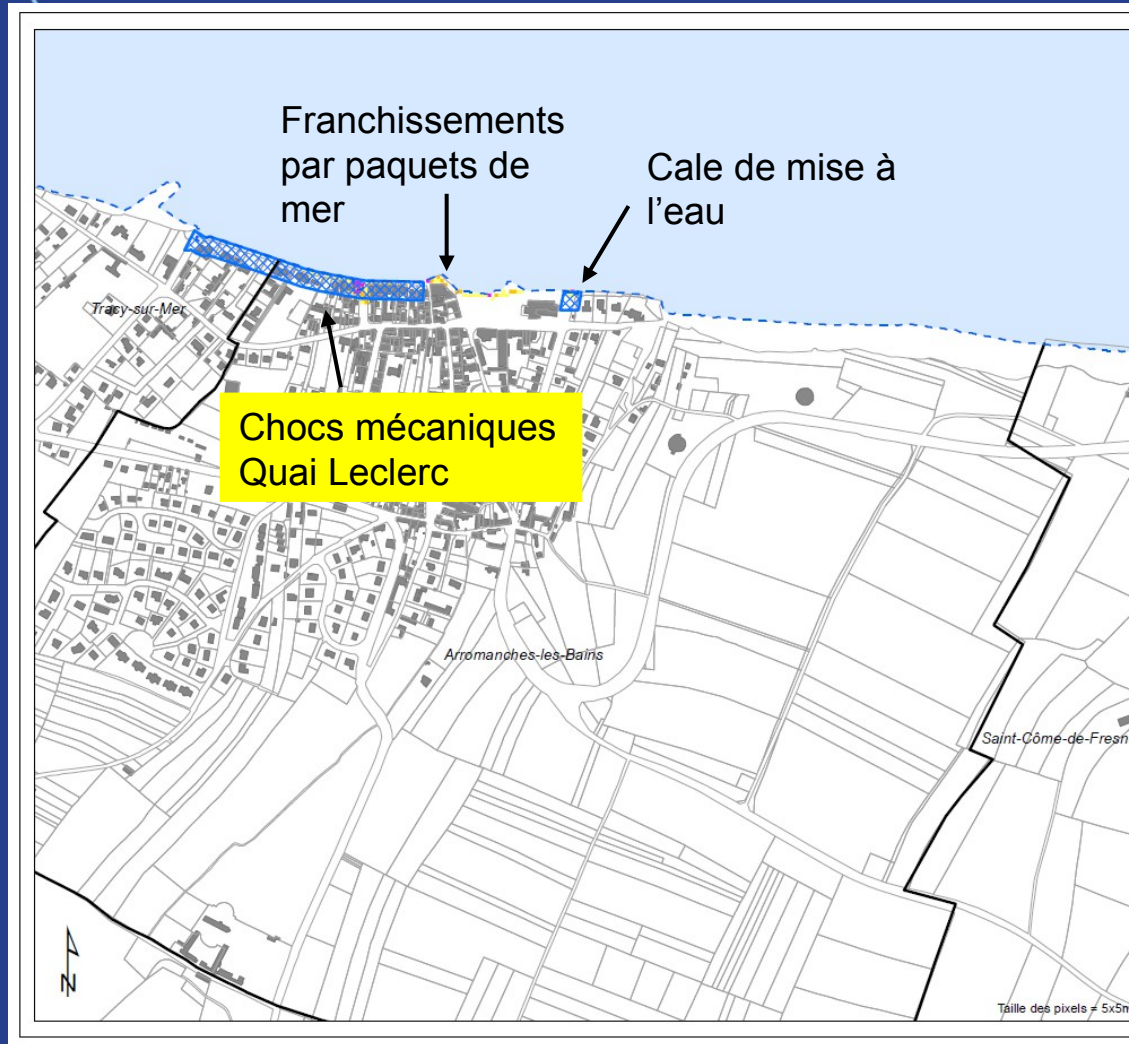 Franchissements
par paquets de
mer
Cale de mise à
l'eau
Tracy-sur-Mer
Chocs mécaniques
Quai Leclerc
Arromanches-les-Bains
Saint-Côme-de-Fresn
N
Taille des pixels = 5x5m